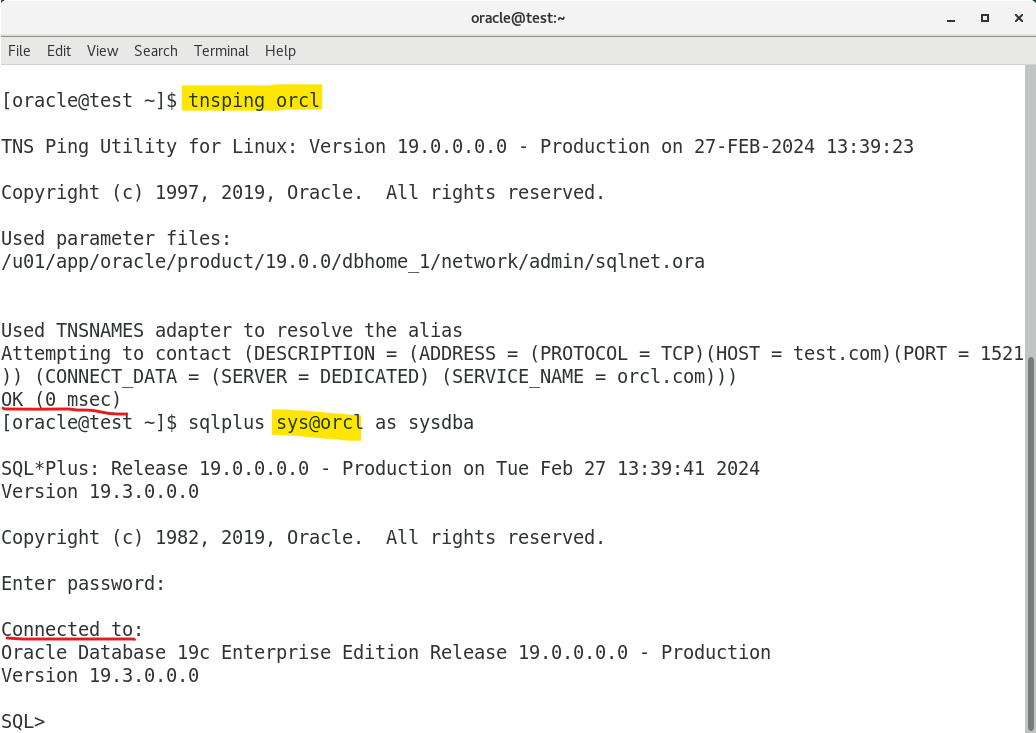 oracle@test:~
File Edit View Search Terminal Help
[oracle@test ~]$ tnsping orcl
TNS Ping Utility for Linux: Version 19.0.0.0.0 - Production on 27-FEB-2024 13:39:23
Copyright (c) 1997, 2019, Oracle.  All rights reserved.
Used parameter files:
/u01/app/oracle/product/19.0.0/dbhome_1/network/admin/sqlnet.ora
Used TNSNAMES adapter to resolve the alias
Attempting to contact (DESCRIPTION = (ADDRESS = (PROTOCOL = TCP)(HOST = test.com)(PORT = 1521
)) (CONNECT_DATA = (SERVER = DEDICATED) (SERVICE_NAME = orcl.com)))
OK (0 msec)
[oracle@test ~]$ sqlplus sys@orcl as sysdba
SQL*Plus: Release 19.0.0.0.0 - Production on Tue Feb 27 13:39:41 2024
Version 19.3.0.0.0
Copyright (c) 1982, 2019, Oracle.  All rights reserved.
Enter password:
Connected to:
Oracle Database 19c Enterprise Edition Release 19.0.0.0.0 - Production
Version 19.3.0.0.0
SQL>